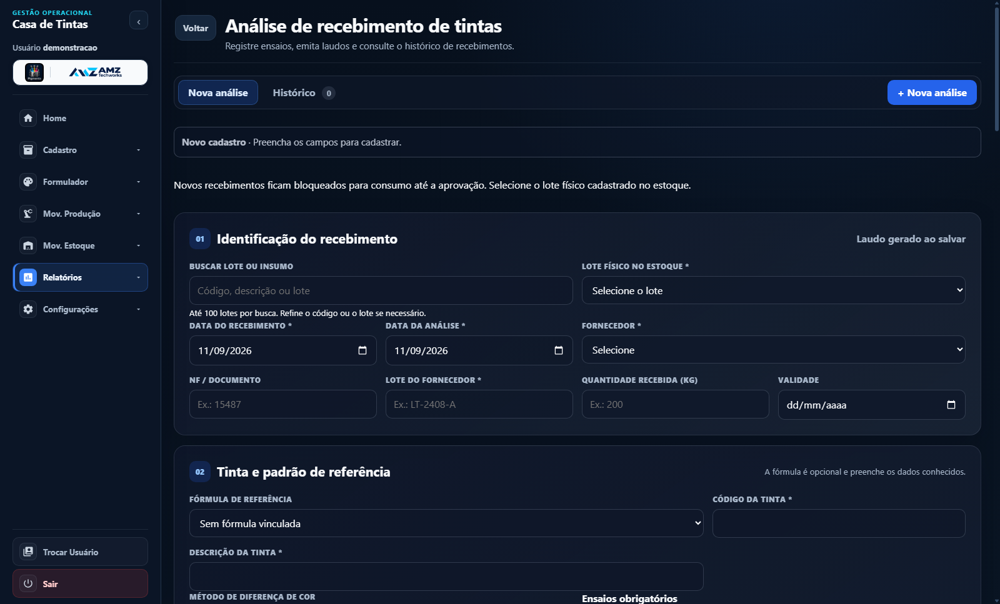 GESTÃO OPERACIONAL
Casa de Tintas
‹
Usuário demonstracao
Pigmento
AMZ
Techworks
Home
Cadastro
Formulador
Mov. Produção
Mov. Estoque
Relatórios
Configurações
Trocar Usuário
Sair
Voltar
Análise de recebimento de tintas
Registre ensaios, emita laudos e consulte o histórico de recebimentos.
Nova análise
Histórico 0
+ Nova análise
Novo cadastro · Preencha os campos para cadastrar.
Novos recebimentos ficam bloqueados para consumo até a aprovação. Selecione o lote físico cadastrado no estoque.
01 Identificação do recebimento
Laudo gerado ao salvar
BUSCAR LOTE OU INSUMO
LOTE FÍSICO NO ESTOQUE *
Código, descrição ou lote
Selecione o lote
Até 100 lotes por busca. Refine o código ou o lote se necessário.
DATA DO RECEBIMENTO *
DATA DA ANÁLISE *
FORNECEDOR *
11/09/2026
11/09/2026
Selecione
NF / DOCUMENTO
LOTE DO FORNECEDOR *
QUANTIDADE RECEBIDA (KG)
VALIDADE
Ex.: 15487
Ex.: LT-2408-A
Ex.: 200
dd/mm/aaaa
02 Tinta e padrão de referência
A fórmula é opcional e preenche os dados conhecidos.
FÓRMULA DE REFERÊNCIA
CÓDIGO DA TINTA *
Sem fórmula vinculada
DESCRIÇÃO DA TINTA *
MÉTODO DE DIFERENÇA DE COR
Ensaios obrigatórios